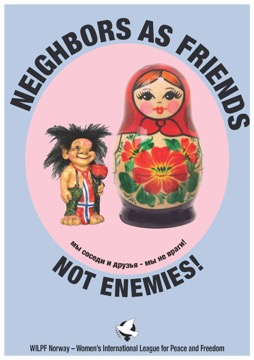 NEIGHBORS AS FRIENDS
мы соседи и друзья - мы не враги!
NOT ENEMIES!
WILPF Norway – Women's International League for Peace and Freedom